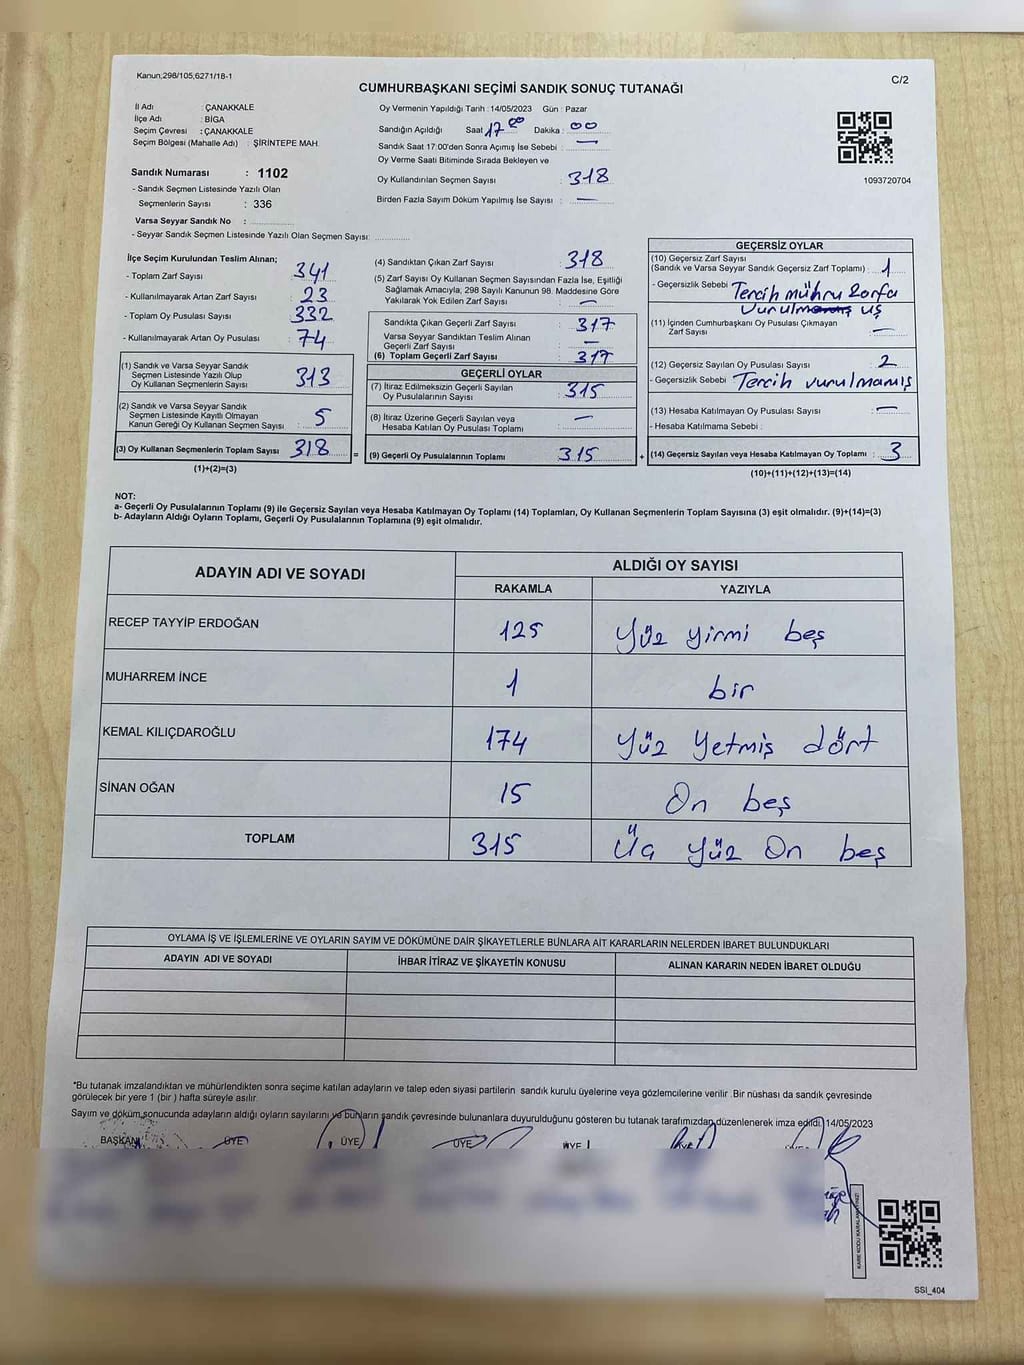 Kanun,298/105,6271/18-1
C/2
CUMHURBAŞKANI SEÇİMİ SANDIK SONUÇ TUTANAĞI
İl Adı : ÇANAKKALE
İlçe Adı : BİGA
Seçim Çevresi : ÇANAKKALE
Seçim Bölgesi (Mahalle Adı) : ŞİRİNTEPE MAH.
Sandık Numarası : 1102
- Sandık Seçmen Listesinde Yazılı Olan
Seçmenlerin Sayısı : 336
Varsa Seyyar Sandık No :
- Seyyar Sandık Seçmen Listesinde Yazılı Olan Seçmen Sayısı:
Oy Vermenin Yapıldığı Tarih : 14/05/2023 Gün : Pazar
Sandığın Açıldığı Saat 17 00 Dakika : 00
Sandık Saat 17:00'den Sonra Açımış İse Sebebi : —
Oy Verme Saati Bitiminde Sırada Bekleyen ve
Oy Kullandırılan Seçmen Sayısı : 318
Birden Fazla Sayım Döküm Yapılmış İse Sayısı : —
1093720704
İlçe Seçim Kurulundan Teslim Alınan;
- Toplam Zarf Sayısı : 341
- Kullanılmayarak Artan Zarf Sayısı : 23
- Toplam Oy Pusulası Sayısı : 332
- Kullanılmayarak Artan Oy Pusulası : 74
(1) Sandık ve Varsa Seyyar Sandık
Seçmen Listesinde Yazılı Olup
Oy Kullanan Seçmenlerin Sayısı : 313
(2) Sandık ve Varsa Seyyar Sandık
Seçmen Listesinde Kayıtlı Olmayan
Kanun Gereği Oy Kullanan Seçmen Sayısı : 5
(3) Oy Kullanan Seçmenlerin Toplam Sayısı 318
(1)+(2)=(3)
(4) Sandıktan Çıkan Zarf Sayısı : 318
(5) Zarf Sayısı Oy Kullanan Seçmen Sayısından Fazla İse, Eşitliği
Sağlamak Amacıyla; 298 Sayılı Kanunun 98. Maddesine Göre
Yakılarak Yok Edilen Zarf Sayısı : —
Sandıkta Çıkan Geçerli Zarf Sayısı : 317
Varsa Seyyar Sandıktan Teslim Alınan
Geçerli Zarf Sayısı : —
(6) Toplam Geçerli Zarf Sayısı : 317
GEÇERLİ OYLAR
(7) İtiraz Edilmeksizin Geçerli Sayılan
Oy Pusulalarının Sayısı : 315
(8) İtiraz Üzerine Geçerli Sayılan veya
Hesaba Katılan Oy Pusulası Toplamı : —
= (9) Geçerli Oy Pusulalarının Toplamı : 315 +
GEÇERSİZ OYLAR
(10) Geçersiz Zarf Sayısı
(Sandık ve Varsa Seyyar Sandık Geçersiz Zarf Toplamı) : 1
- Geçersizlik Sebebi : Tercih mührü Zarfa
vurulmamış uş
(11) İçinden Cumhurbaşkanı Oy Pusulası Çıkmayan
Zarf Sayısı : —
(12) Geçersiz Sayılan Oy Pusulası Sayısı : 2
- Geçersizlik Sebebi : Tercih vurulmamış
(13) Hesaba Katılmayan Oy Pusulası Sayısı : —
- Hesaba Katılmama Sebebi :
(14) Geçersiz Sayılan veya Hesaba Katılmayan Oy Toplamı : 3
(10)+(11)+(12)+(13)=(14)
NOT:
a- Geçerli Oy Pusulalarının Toplamı (9) ile Geçersiz Sayılan veya Hesaba Katılmayan Oy Toplamı (14) Toplamları, Oy Kullanan Seçmenlerin Toplam Sayısına (3) eşit olmalıdır. (9)+(14)=(3)
b- Adayların Aldığı Oyların Toplamı, Geçerli Oy Pusulalarının Toplamına (9) eşit olmalıdır.
ADAYIN ADI VE SOYADI ALDIĞI OY SAYISI
RAKAMLA YAZIYLA
RECEP TAYYİP ERDOĞAN 125 yüz yirmi beş
MUHARREM İNCE 1 bir
KEMAL KILIÇDAROĞLU 174 yüz yetmiş dört
SİNAN OĞAN 15 On beş
TOPLAM 315 Üç yüz On beş
OYLAMA İŞ VE İŞLEMLERİNE VE OYLARIN SAYIM VE DÖKÜMÜNE DAİR ŞİKAYETLERLE BUNLARA AİT KARARLARIN NELERDEN İBARET BULUNDUKLARI
ADAYIN ADI VE SOYADI İHBAR İTİRAZ VE ŞİKAYETİN KONUSU ALINAN KARARIN NEDEN İBARET OLDUĞU
*Bu tutanak imzalandıktan ve mühürlendikten sonra seçime katılan adayların ve talep eden siyasi partilerin sandık kurulu üyelerine veya gözlemcilerine verilir .Bir nüshası da sandık çevresinde
görülecek bir yere 1 (bir ) hafta süreyle asılır.
Sayım ve döküm sonucunda adayların aldığı oyların sayılarını ve bunların sandık çevresinde bulunanlara duyurulduğunu gösteren bu tutanak tarafımızdan düzenlenerek imza edildi. 14/05/2023
BAŞKAN ÜYE ÜYE ÜYE ÜYE
SSI_404